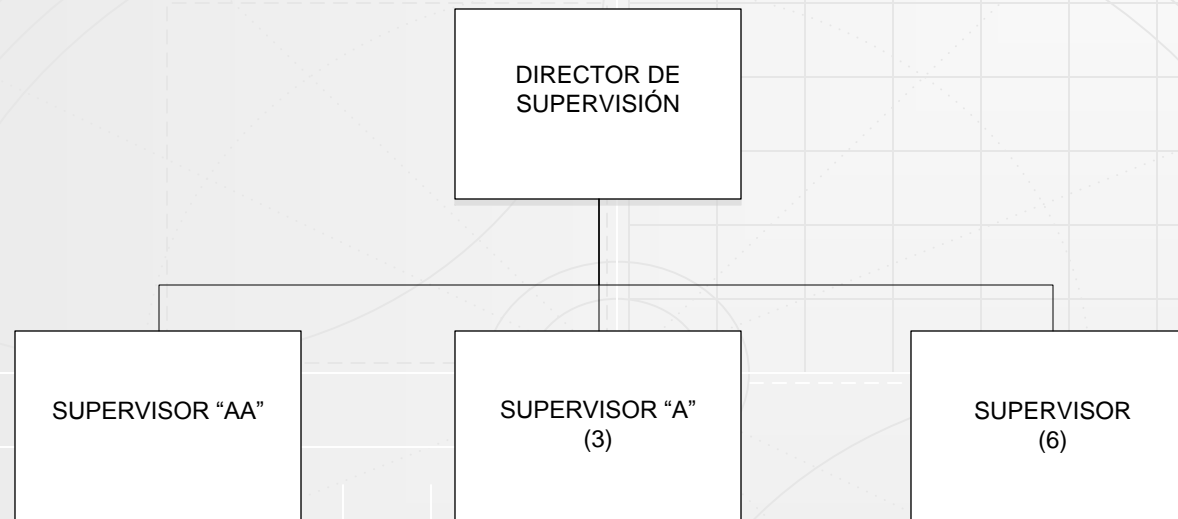 DIRECTOR DE
SUPERVISIÓN
SUPERVISOR “AA”
SUPERVISOR “A”
(3)
SUPERVISOR
(6)